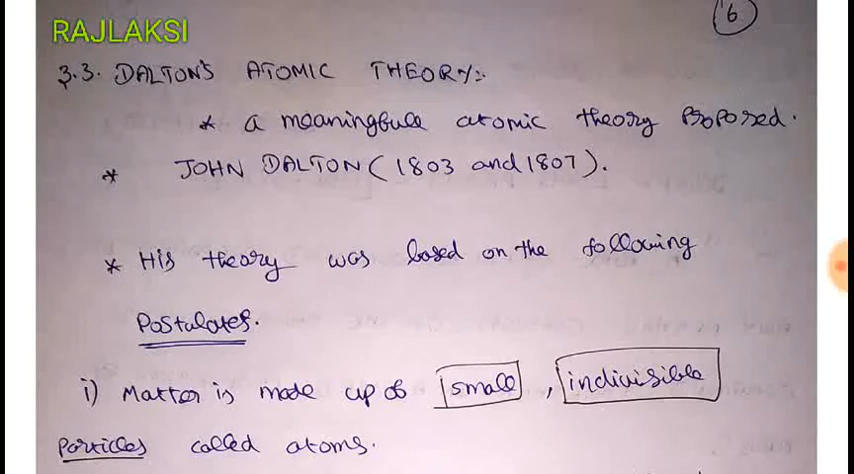 RAJLAKSI
6
3.3. DALTON'S ATOMIC THEORY:-
* a meaningful atomic theory proposed.
* JOHN DALTON (1803 and 1807).
* His theory was based on the following
Postulates.
i) Matter is made up of small, indivisible
Particles called atoms.